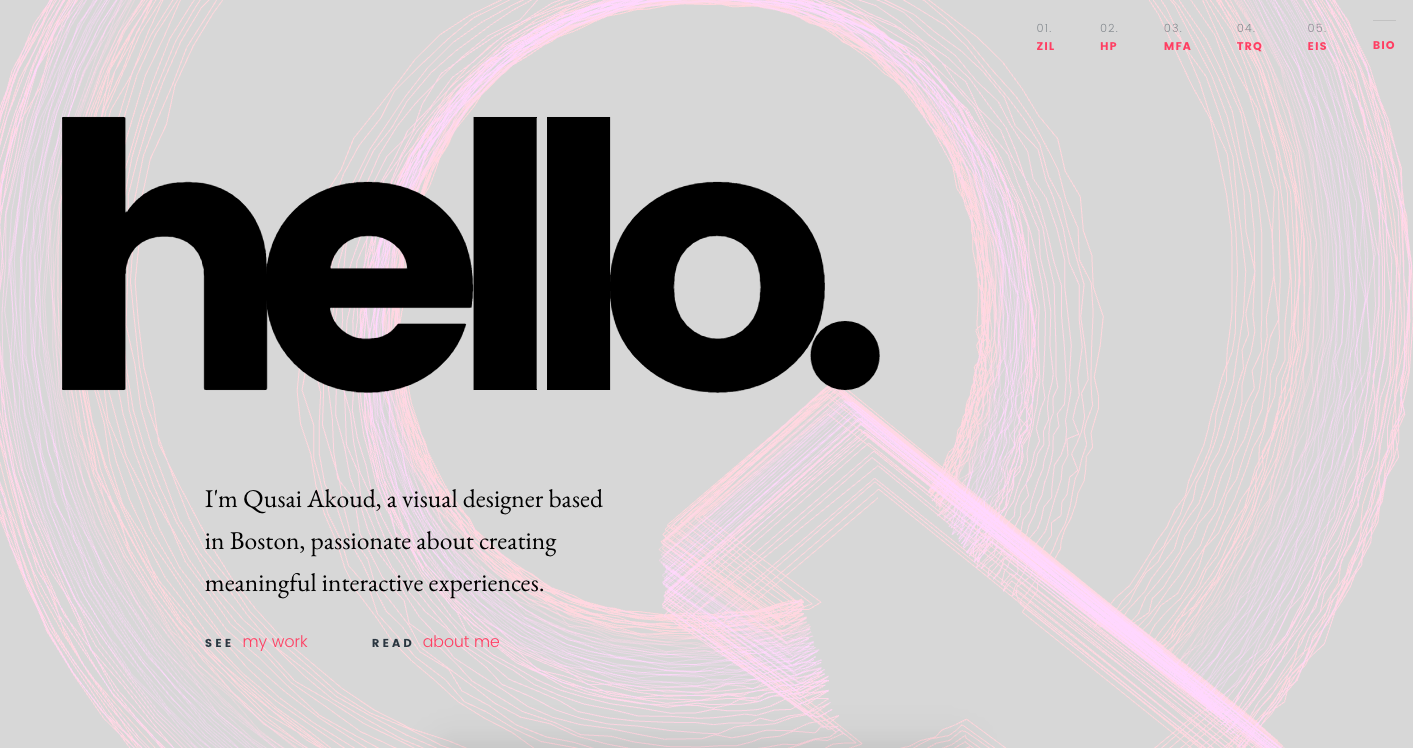 01. 02. 03. 04. 05.
ZIL HP MFA TRQ EIS BIO
hello.
I'm Qusai Akoud, a visual designer based
in Boston, passionate about creating
meaningful interactive experiences.
SEE my work READ about me